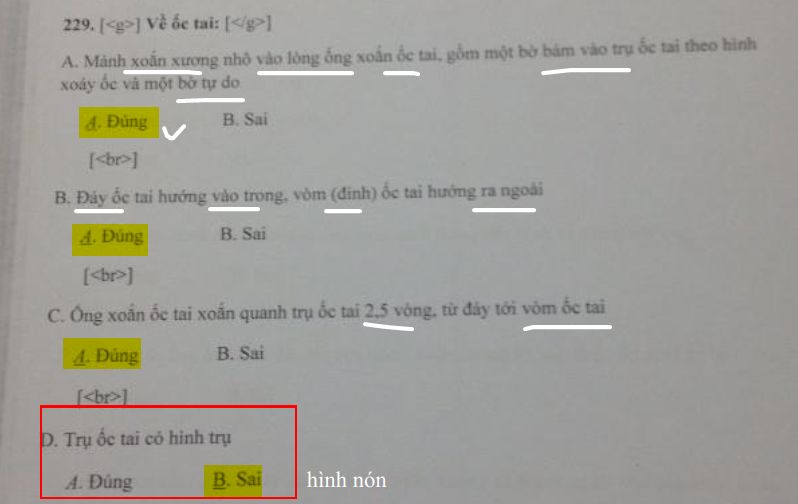 229. [<g>] Về ốc tai: [</g>]
A. Mảnh xoắn xương nhô vào lòng ống xoắn ốc tai, gồm một bờ bám vào trụ ốc tai theo hình
xoáy ốc và một bờ tự do
A. Đúng B. Sai
[<br>]
B. Đáy ốc tai hướng vào trong, vòm (đỉnh) ốc tai hướng ra ngoài
A. Đúng B. Sai
[<br>]
C. Ống xoắn ốc tai xoắn quanh trụ ốc tai 2,5 vòng, từ đáy tới vòm ốc tai
A. Đúng B. Sai
[<br>]
D. Trụ ốc tai có hình trụ
A. Đúng B. Sai hình nón